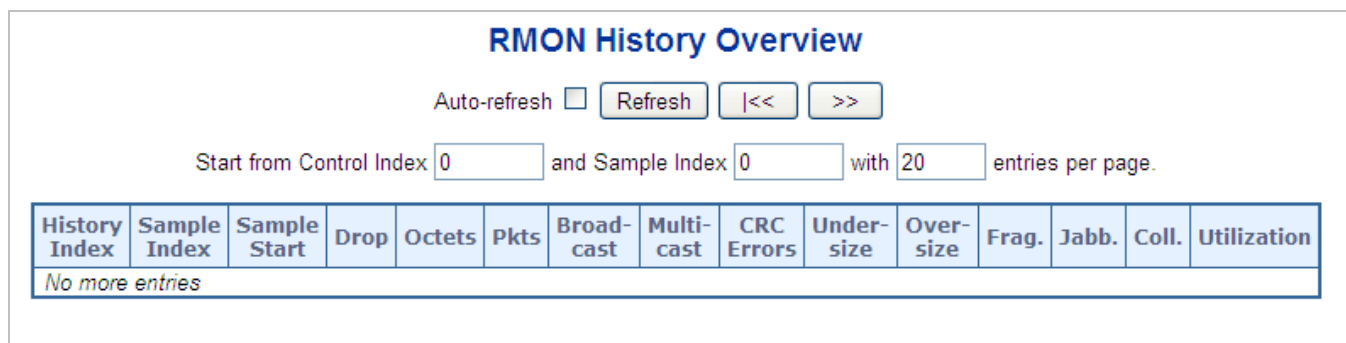 RMON History Overview
Auto-refresh Refresh |<< >>
Start from Control Index 0 and Sample Index 0 with 20 entries per page.
History Index Sample Index Sample Start Drop Octets Pkts Broad-cast Multi-cast CRC Errors Under-size Over-size Frag. Jabb. Coll. Utilization
No more entries